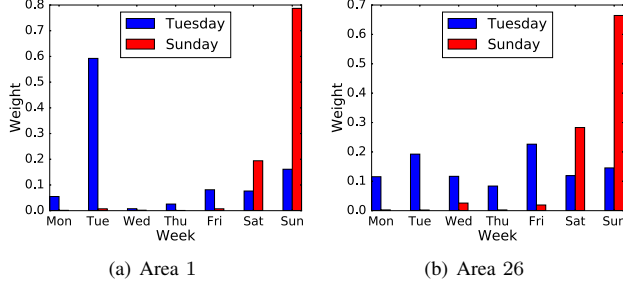 0.8
0.7
0.6
0.5
0.4
0.3
0.2
0.1
0.0
Weight
Tuesday
Sunday
Mon Tue Wed Thu Fri Sat Sun
Week
(a) Area 1
0.7
0.6
0.5
0.4
0.3
0.2
0.1
0.0
Weight
Tuesday
Sunday
Mon Tue Wed Thu Fri Sat Sun
Week
(b) Area 26